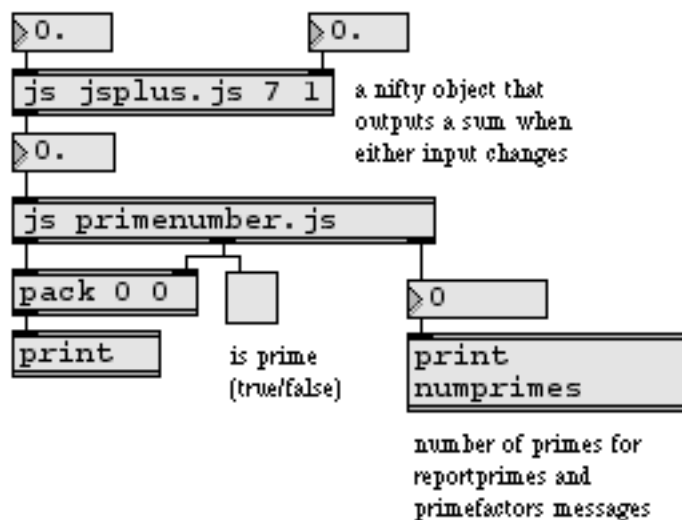 0.
0.
js jsplus.js 7 1
a nifty object that
outputs a sum when
either input changes
0.
js primenumber.js
pack 0 0
0
print
is prime
(true/false)
print
numprimes
number of primes for
reportprimes and
primefactors messages